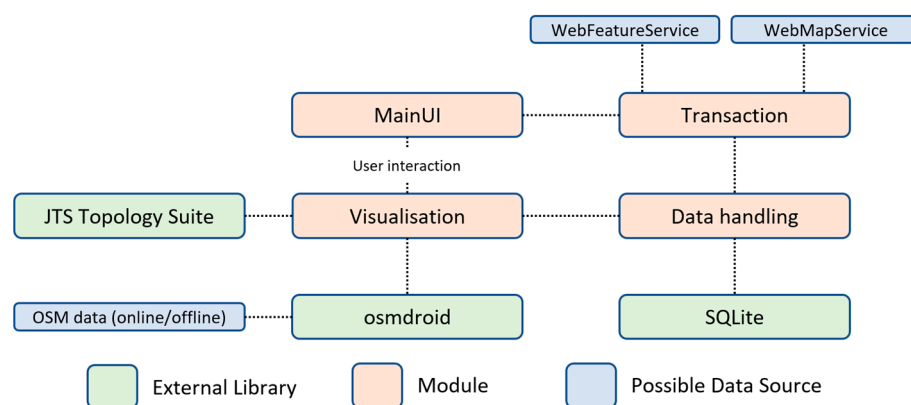 WebFeatureService
WebMapService
MainUI
Transaction
User interaction
JTS Topology Suite
Visualisation
Data handling
OSM data (online/offline)
osmdroid
SQLite
External Library
Module
Possible Data Source